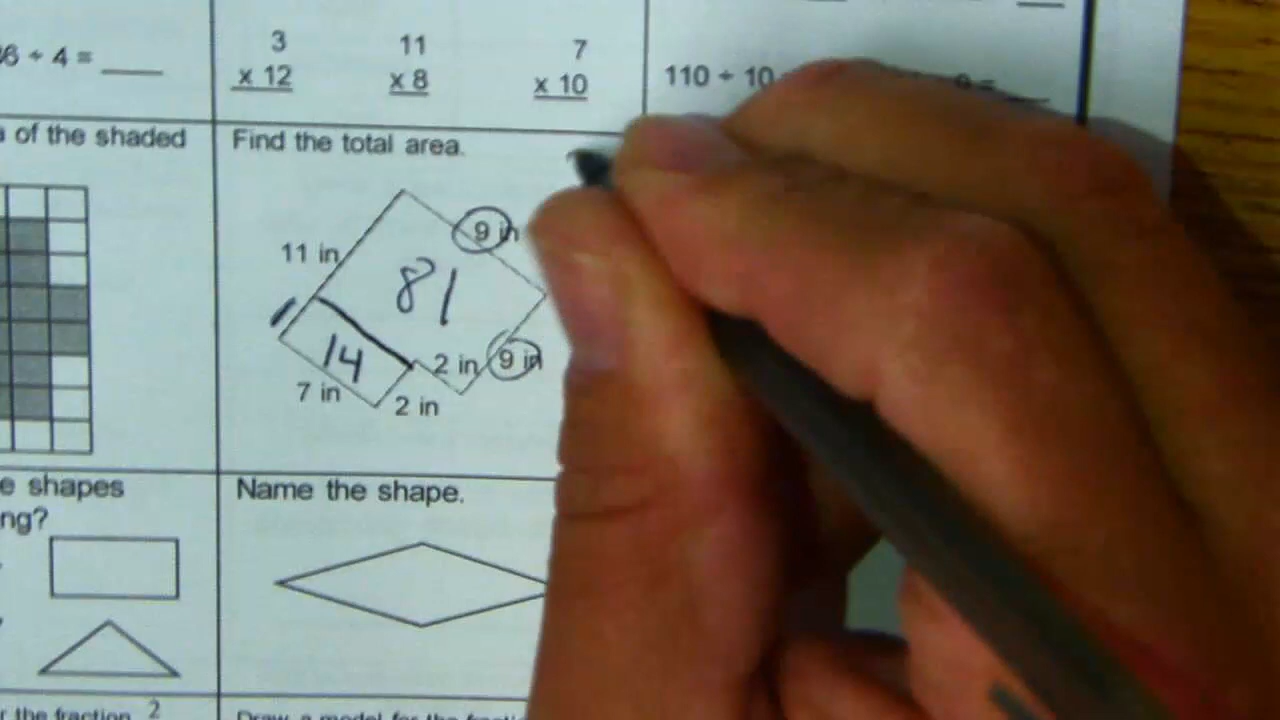 6 ÷ 4 =
3
x 12
11
x 8
7
x 10
110 ÷ 10
of the shaded
Find the total area.
9 in
11 in
81
14
2 in
9 in
7 in
2 in
shapes
Name the shape.
ng?
the fraction 2